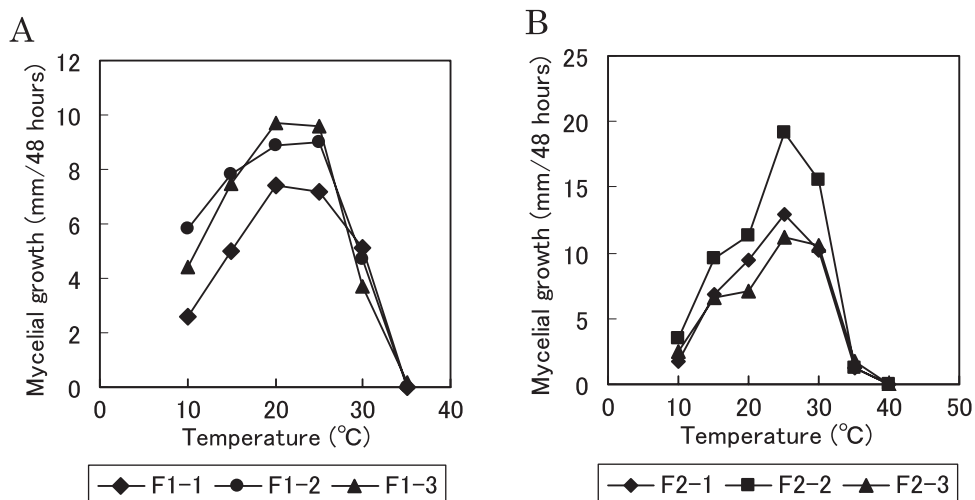 A
Mycelial growth (mm/48 hours)
12
10
8
6
4
2
0
0 10 20 30 40
Temperature (℃)
F1-1 F1-2 F1-3
B
Mycelial growth (mm/48 hours)
25
20
15
10
5
0
0 10 20 30 40 50
Temperature (℃)
F2-1 F2-2 F2-3